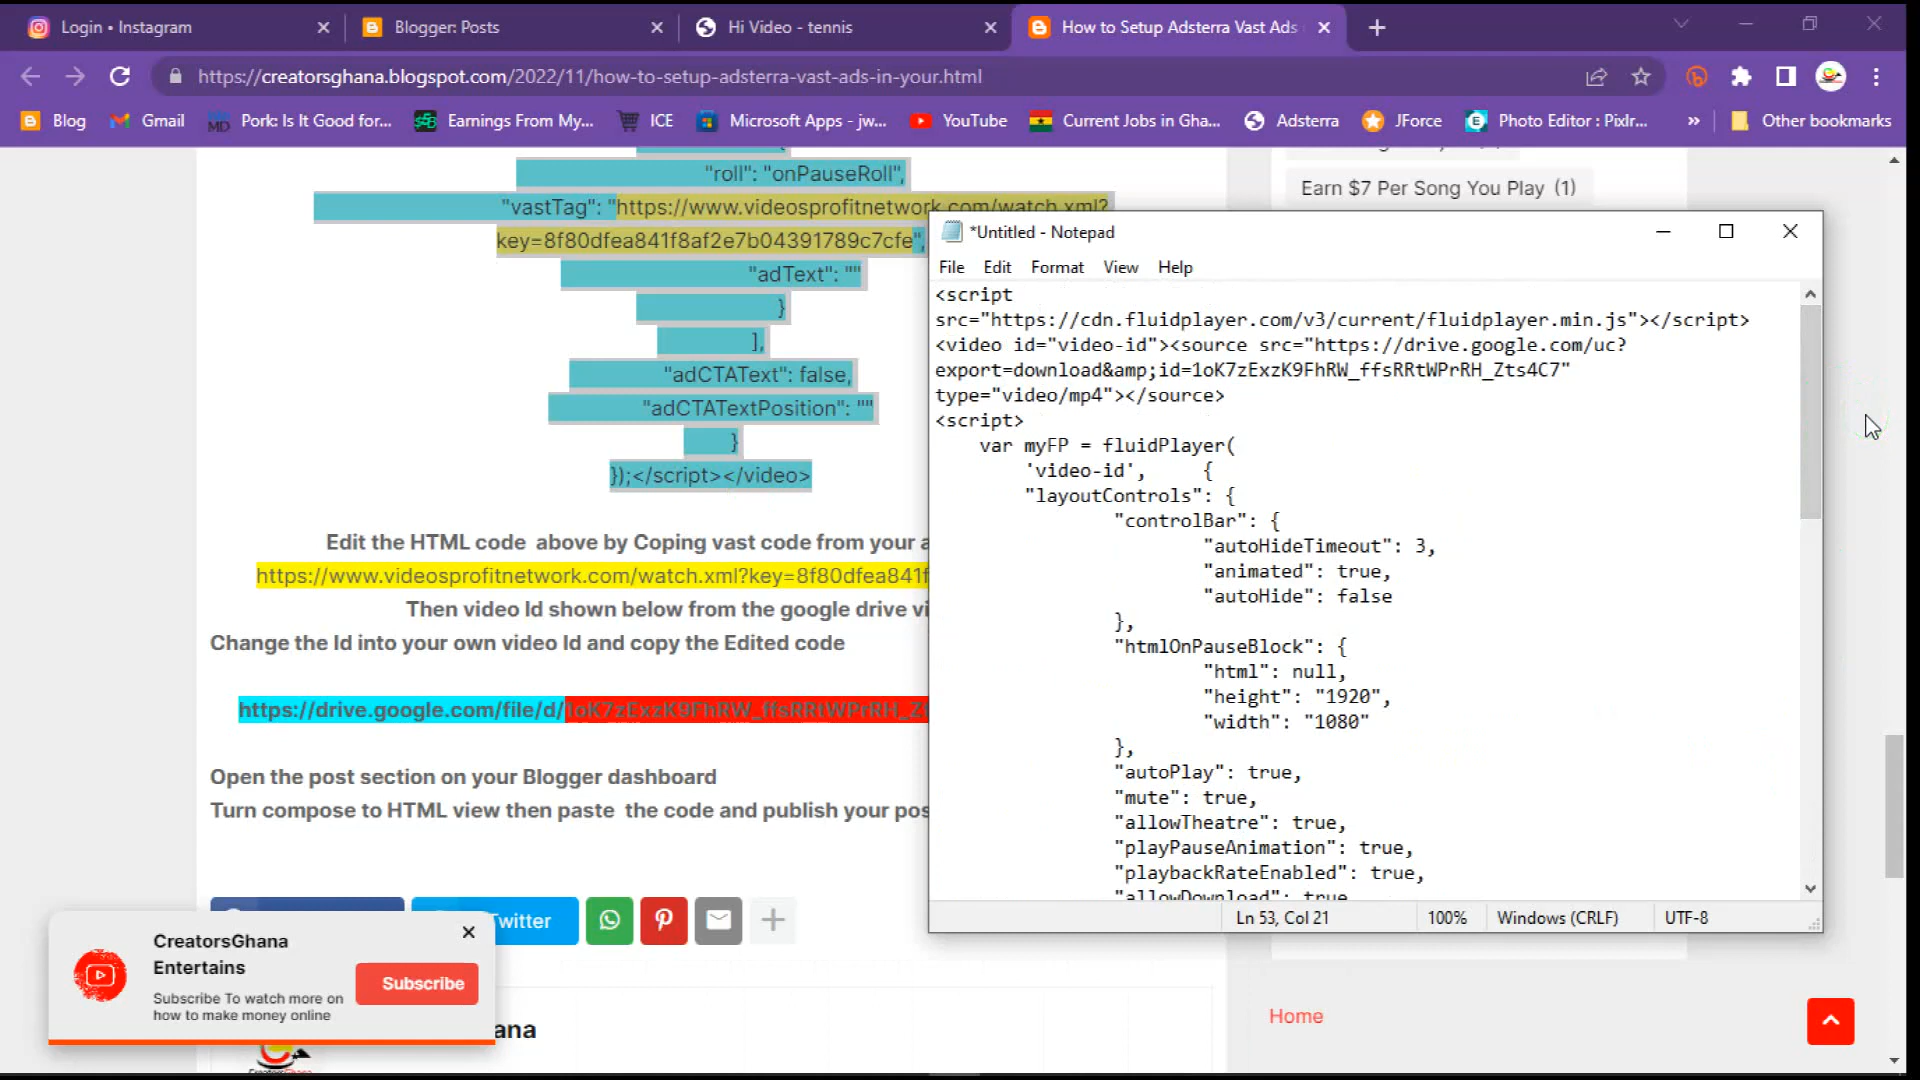 Login • Instagram
Blogger: Posts
Hi Video - tennis
How to Setup Adsterra Vast Ads
https://creatorsghana.blogspot.com/2022/11/how-to-setup-adsterra-vast-ads-in-your.html
Blog
Gmail
Pork: Is It Good for...
Earnings From My...
ICE
Microsoft Apps - jw...
YouTube
Current Jobs in Gha...
Adsterra
JForce
Photo Editor : Pixlr...
»
Other bookmarks
{
"roll": "onPauseRoll",
"vastTag": "https://www.videosprofitnetwork.com/watch.xml?
key=8f80dfea841f8af2e7b04391789c7cfe",
"adText": ""
}
],
"adCTAText": false,
"adCTATextPosition": ""
}
});</script></video>
Edit the HTML code above by Coping vast code from your a
https://www.videosprofitnetwork.com/watch.xml?key=8f80dfea841f
Then video Id shown below from the google drive vi
Change the Id into your own video Id and copy the Edited code
https://drive.google.com/file/d/1oK7zExzK9FhRW_ffsRRtWPrRH_Z
Open the post section on your Blogger dashboard
Turn compose to HTML view then paste the code and publish your pos
Twitter
CreatorsGhana
Entertains
Subscribe To watch more on
how to make money online
Subscribe
ana
Earn $7 Per Song You Play (1)
*Untitled - Notepad
File Edit Format View Help
<script
src="https://cdn.fluidplayer.com/v3/current/fluidplayer.min.js"></script>
<video id="video-id"><source src="https://drive.google.com/uc?
export=download&amp;id=1oK7zExzK9FhRW_ffsRRtWPrRH_Zts4C7"
type="video/mp4"></source>
<script>
var myFP = fluidPlayer(
'video-id', {
"layoutControls": {
"controlBar": {
"autoHideTimeout": 3,
"animated": true,
"autoHide": false
},
"htmlOnPauseBlock": {
"html": null,
"height": "1920",
"width": "1080"
},
"autoPlay": true,
"mute": true,
"allowTheatre": true,
"playPauseAnimation": true,
"playbackRateEnabled": true,
"allowDownload": true
Ln 53, Col 21
100%
Windows (CRLF)
UTF-8
Home